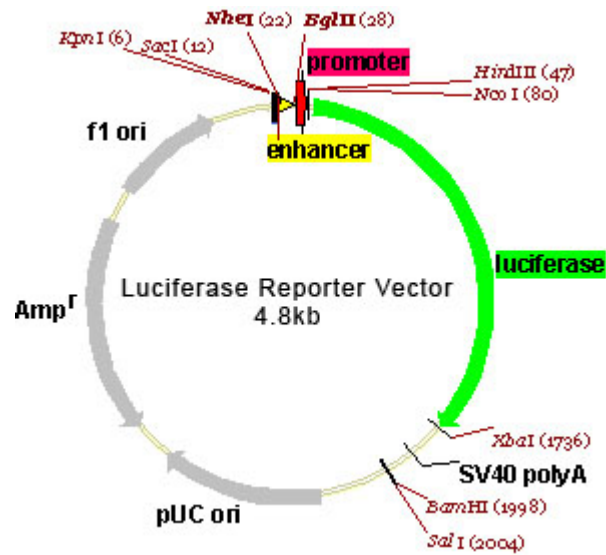 NheI (22)
BglII (28)
KpnI (6)
SacI (12)
promoter
HindIII (47)
NcoI (80)
f1 ori
enhancer
luciferase
Luciferase Reporter Vector
4.8kb
Ampr
XbaI (1736)
SV40 polyA
BamHI (1998)
pUC ori
SalI (2004)